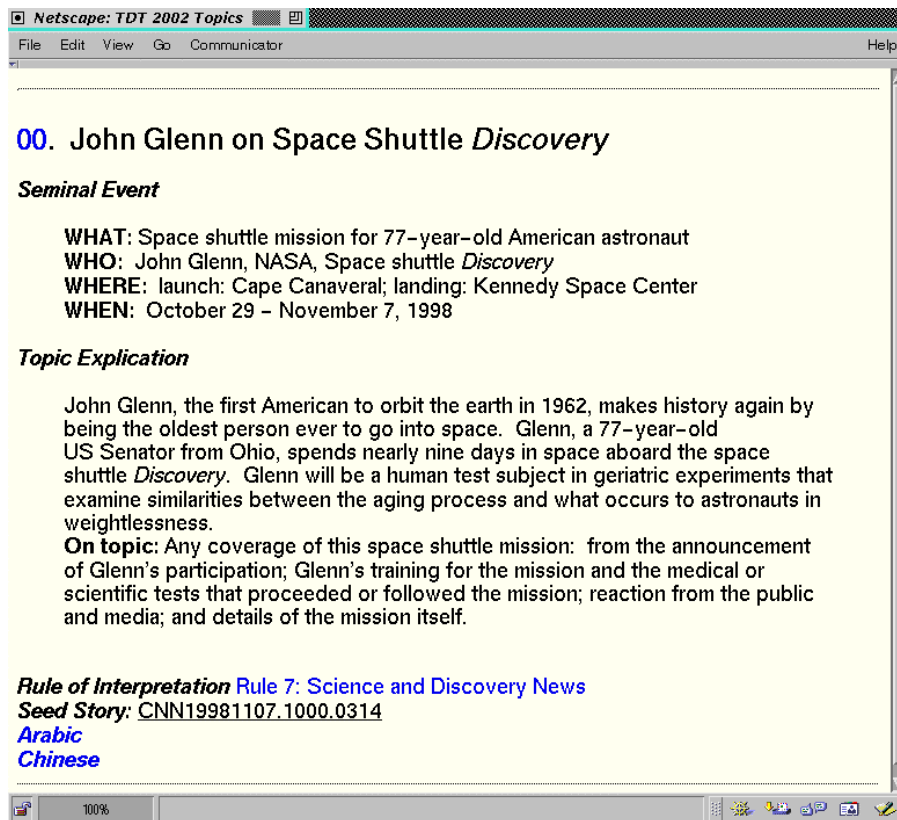 Netscape: TDT 2002 Topics
File Edit View Go Communicator Help
00. John Glenn on Space Shuttle Discovery
Seminal Event
WHAT: Space shuttle mission for 77-year-old American astronaut
WHO: John Glenn, NASA, Space shuttle Discovery
WHERE: launch: Cape Canaveral; landing: Kennedy Space Center
WHEN: October 29 - November 7, 1998
Topic Explication
John Glenn, the first American to orbit the earth in 1962, makes history again by
being the oldest person ever to go into space. Glenn, a 77-year-old
US Senator from Ohio, spends nearly nine days in space aboard the space
shuttle Discovery. Glenn will be a human test subject in geriatric experiments that
examine similarities between the aging process and what occurs to astronauts in
weightlessness.
On topic: Any coverage of this space shuttle mission: from the announcement
of Glenn's participation; Glenn's training for the mission and the medical or
scientific tests that proceeded or followed the mission; reaction from the public
and media; and details of the mission itself.
Rule of Interpretation Rule 7: Science and Discovery News
Seed Story: CNN19981107.1000.0314
Arabic
Chinese
100%